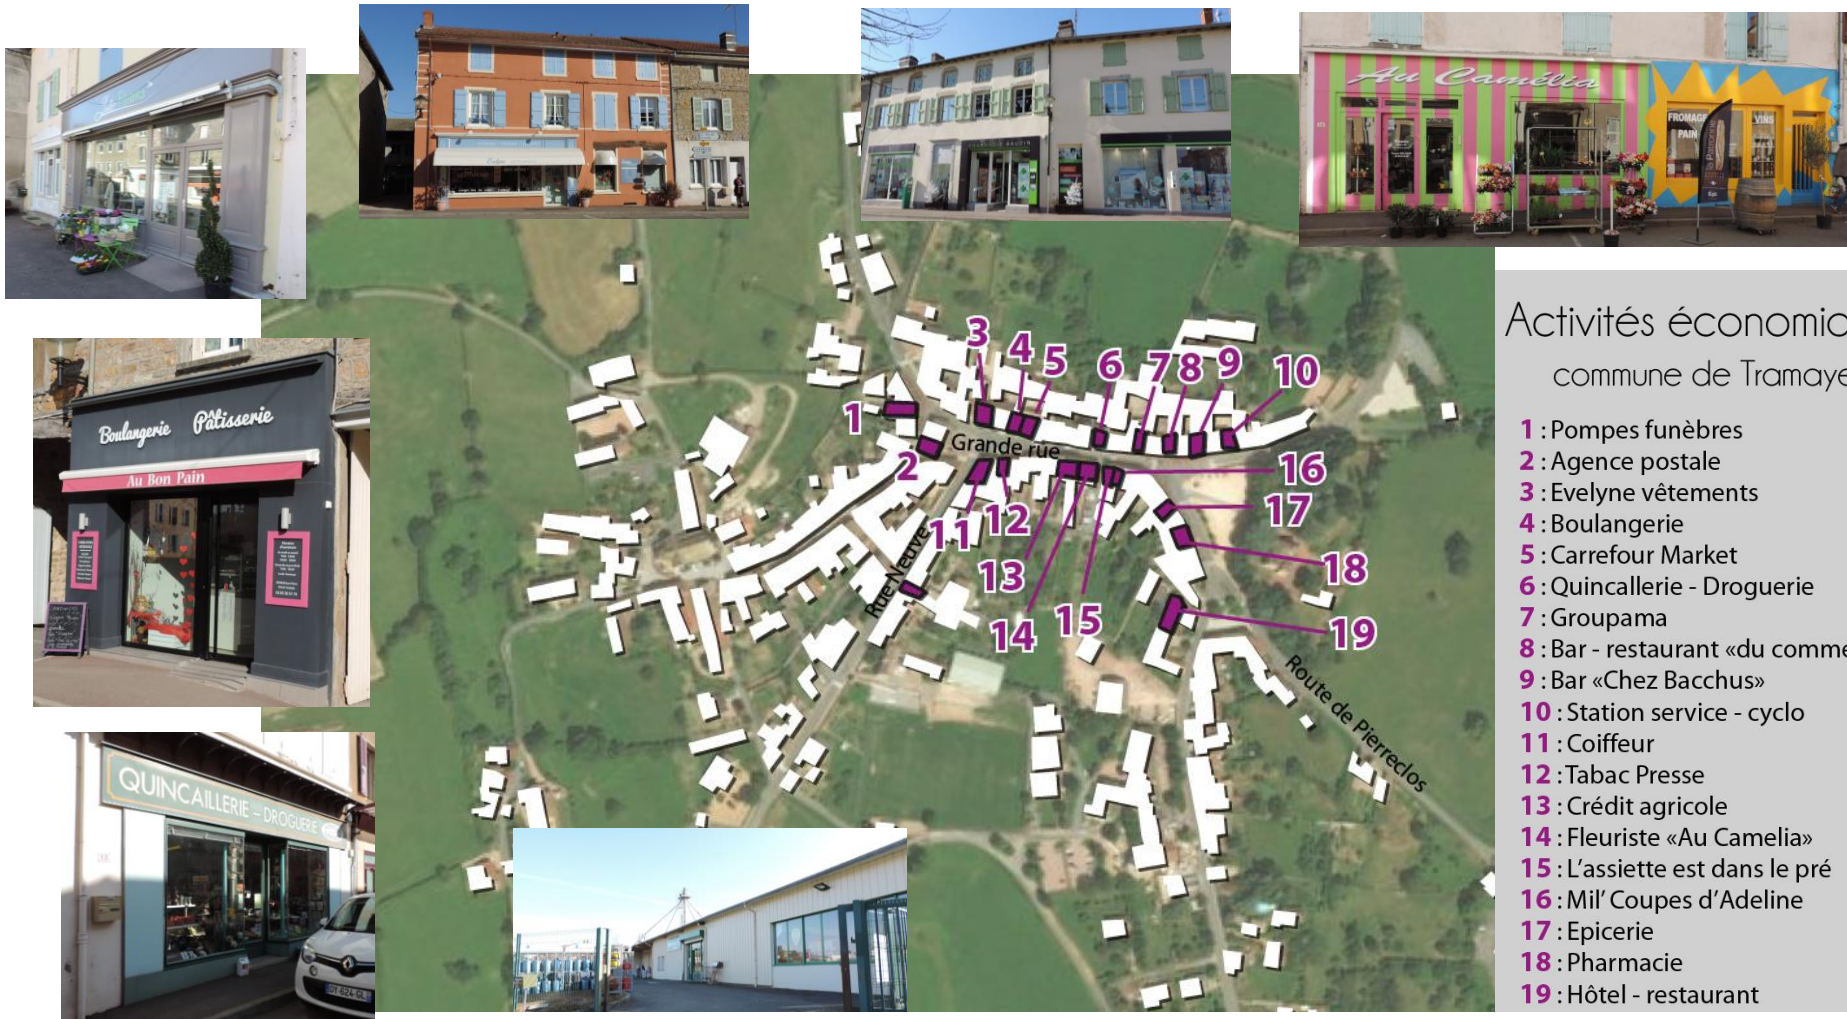 Au Camélia
FROMAGE
PAIN
VINS
Boulangerie Pâtisserie
Au Bon Pain
QUINCAILLERIE - DROGUERIE
DY-624-GL
3
4
5
6
7
8
9
10
1
Grande rue
2
16
11
12
17
Rue Neuve
13
18
14
15
19
Route de Pierreclos
Activités économiq
commune de Tramaye
1 : Pompes funèbres
2 : Agence postale
3 : Evelyne vêtements
4 : Boulangerie
5 : Carrefour Market
6 : Quincallerie - Droguerie
7 : Groupama
8 : Bar - restaurant «du comme
9 : Bar «Chez Bacchus»
10 : Station service - cyclo
11 : Coiffeur
12 : Tabac Presse
13 : Crédit agricole
14 : Fleuriste «Au Camelia»
15 : L'assiette est dans le pré
16 : Mil' Coupes d'Adeline
17 : Epicerie
18 : Pharmacie
19 : Hôtel - restaurant